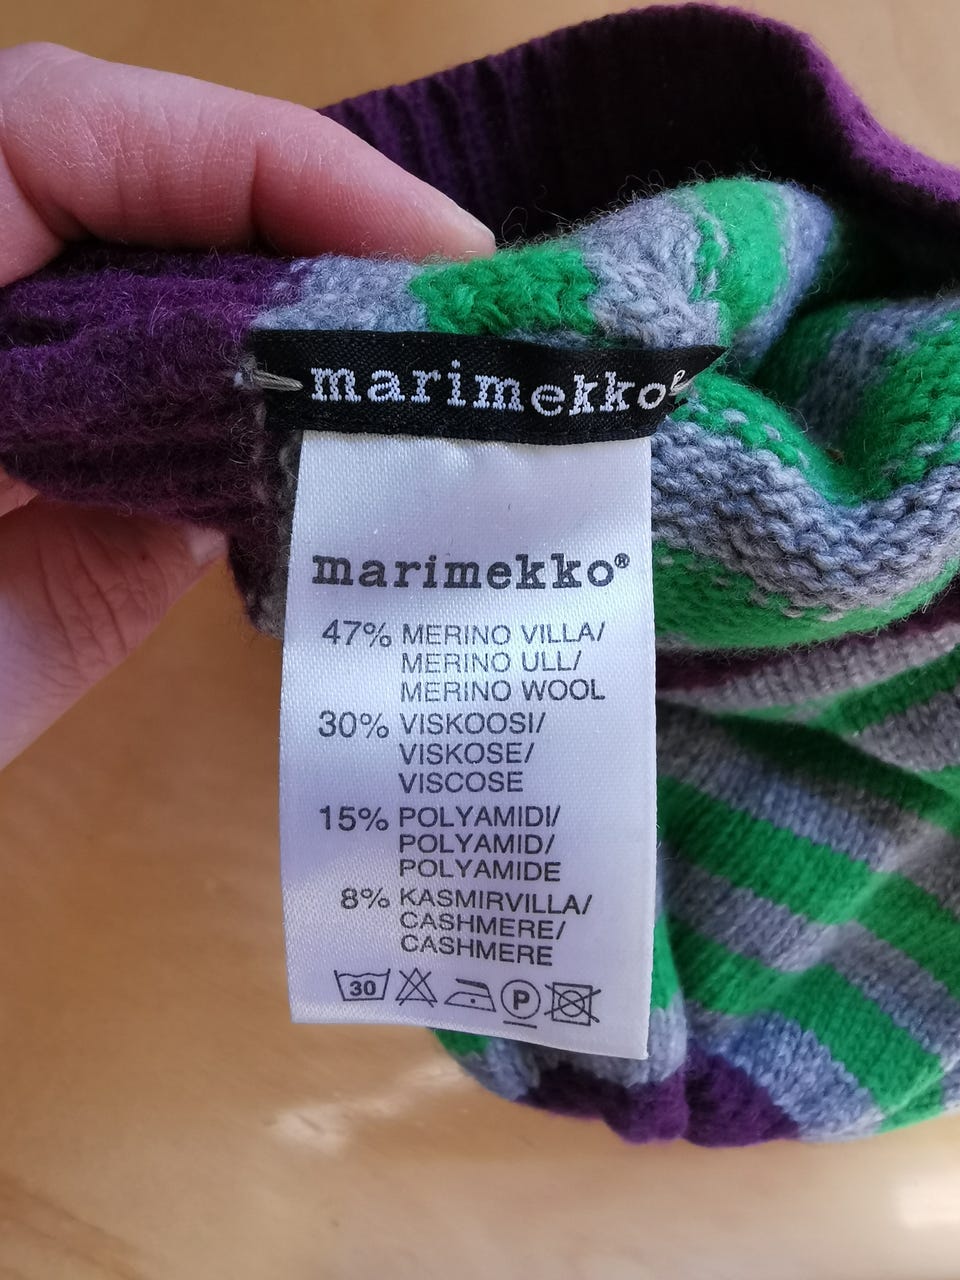 marimekko®
marimekko®
47% MERINO VILLA/
MERINO ULL/
MERINO WOOL
30% VISKOOSI/
VISKOSE/
VISCOSE
15% POLYAMIDI/
POLYAMID/
POLYAMIDE
8% KASMIRVILLA/
CASHMERE/
CASHMERE
30 P